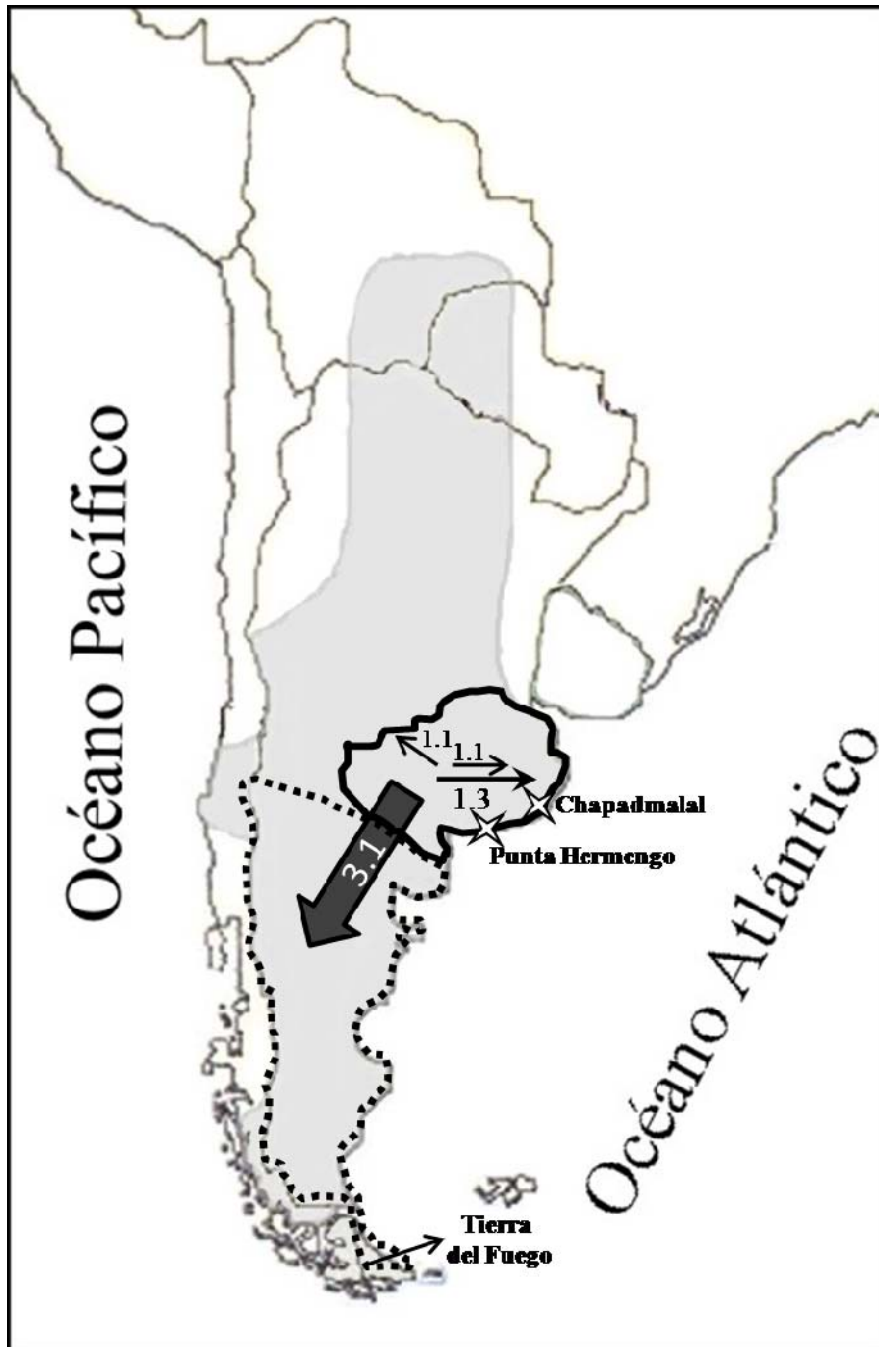 Océano Pacífico
1.1
1.1
1.3
3.1
Chapadmalal
Punta Hermengo
Océano Atlántico
Tierra
del Fuego